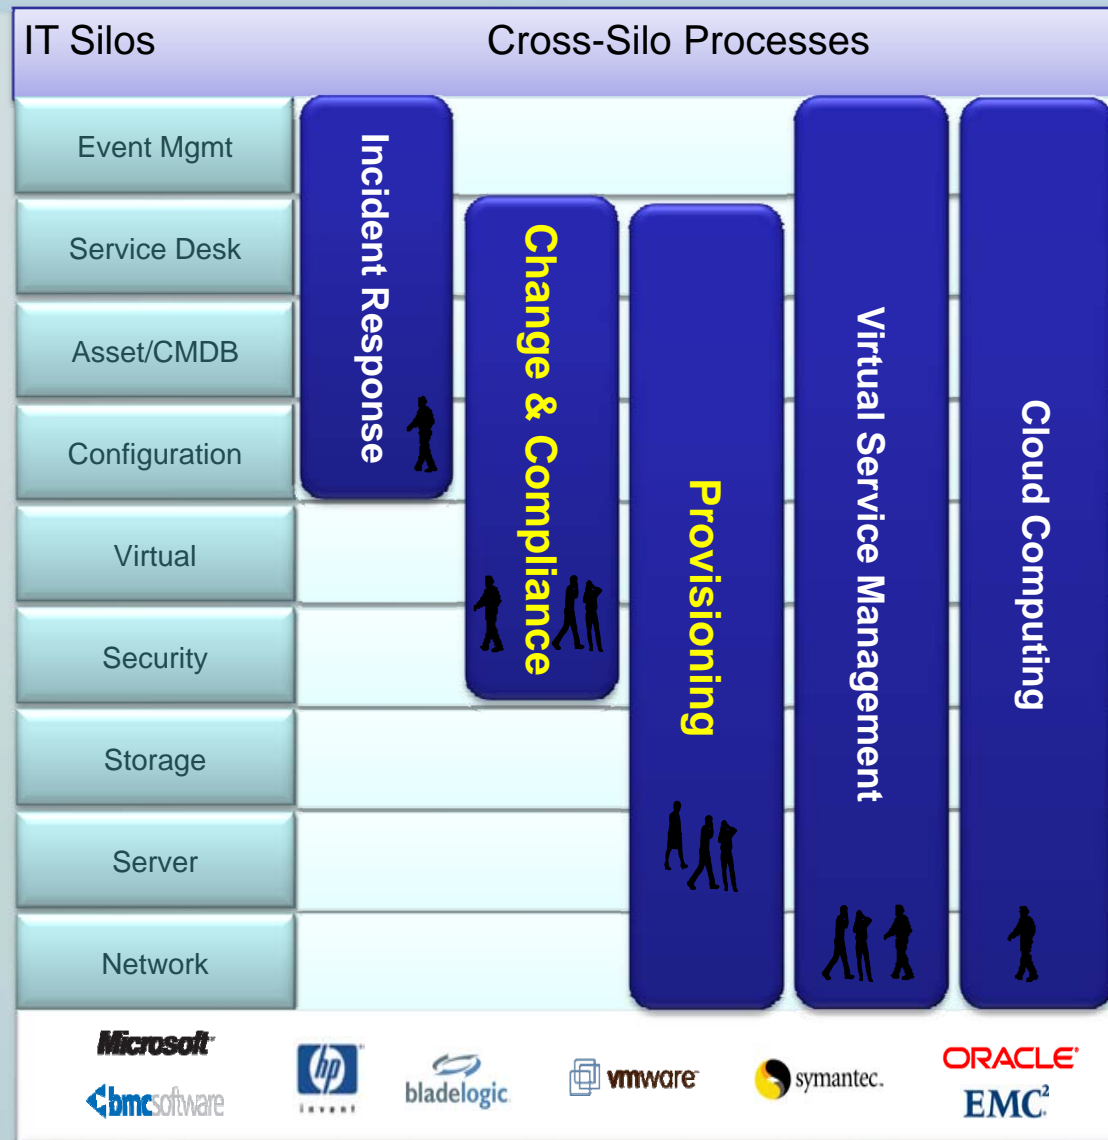 IT Silos
Cross-Silo Processes
Event Mgmt
Service Desk
Asset/CMDB
Configuration
Virtual
Security
Storage
Server
Network
Incident Response
Change & Compliance
Provisioning
Virtual Service Management
Cloud Computing
Microsoft
bmcsoftware
hp
invent
bladelogic
vmware
symantec.
ORACLE
EMC²